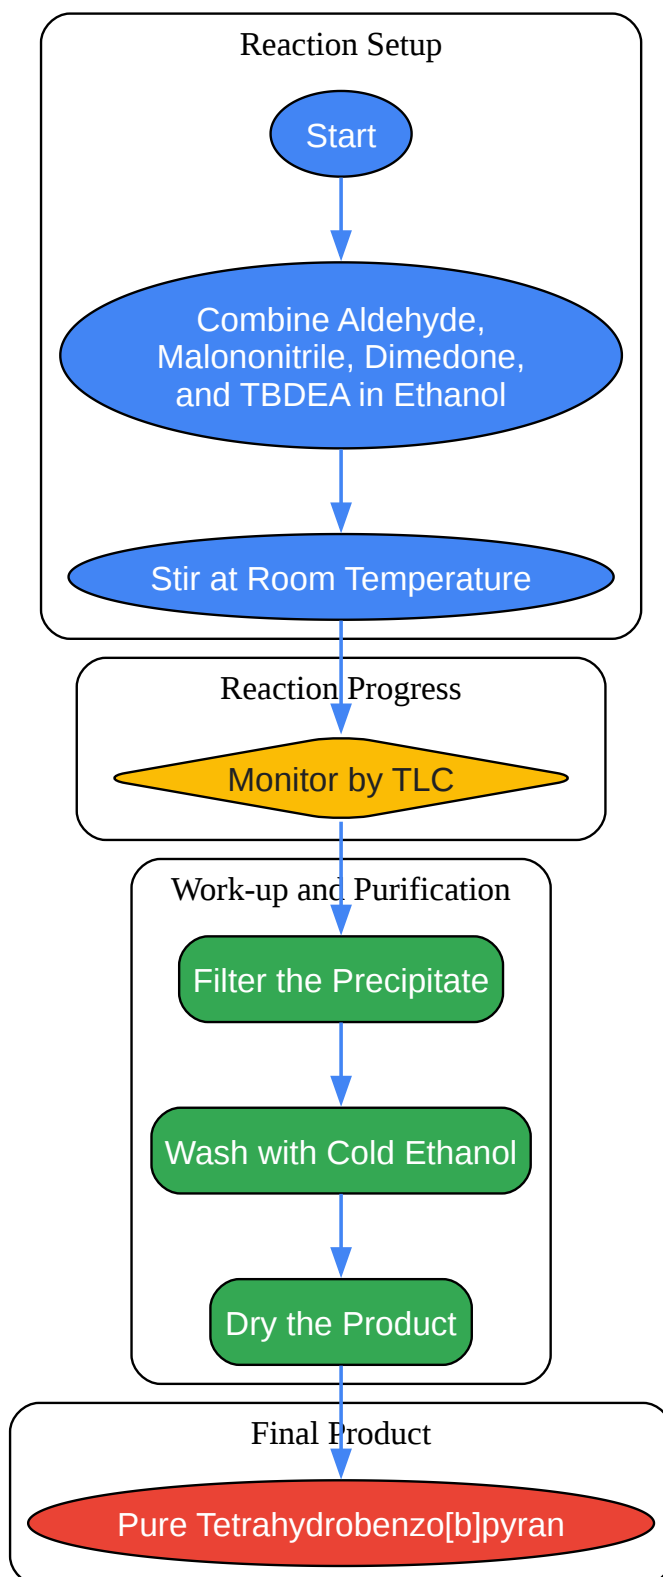 Reaction Setup
Start
Combine Aldehyde,
Malononitrile, Dimedone,
and TBDEA in Ethanol
Stir at Room Temperature
Reaction Progress
Monitor by TLC
Work-up and Purification
Filter the Precipitate
Wash with Cold Ethanol
Dry the Product
Final Product
Pure Tetrahydrobenzo[b]pyran